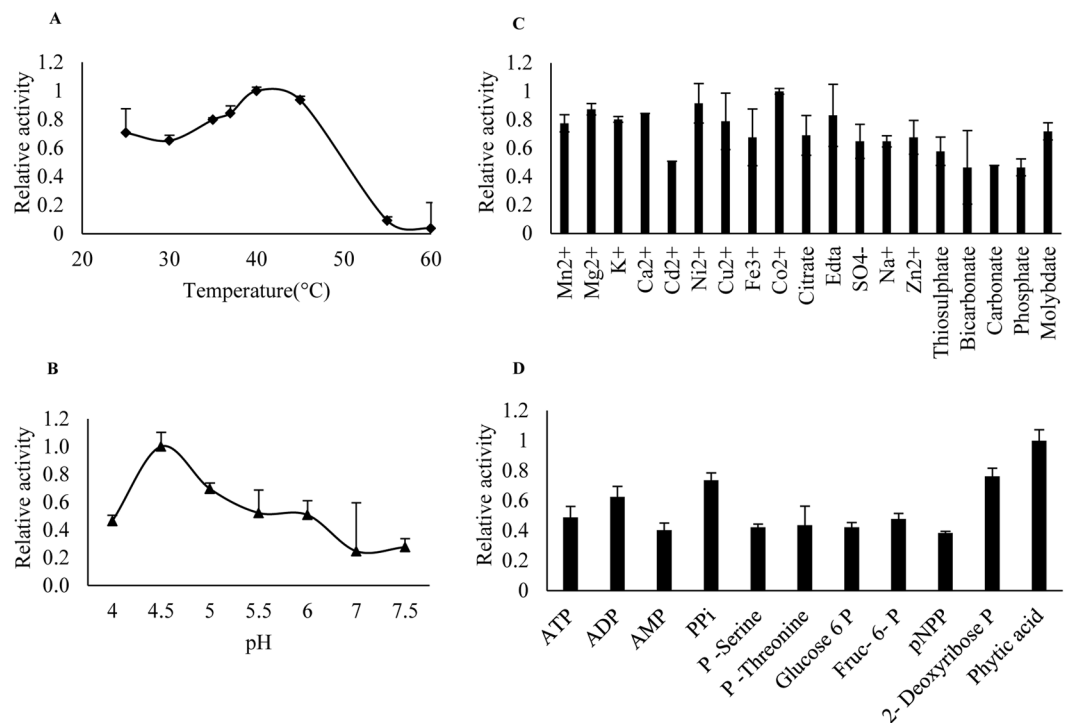 A
Relative activity
1.2
1
0.8
0.6
0.4
0.2
0
20 30 40 50 60
Temperature(°C)
C
Relative activity
1.2
1
0.8
0.6
0.4
0.2
0
Mn2+
Mg2+
K+
Ca2+
Cd2+
Ni2+
Cu2+
Fe3+
Co2+
Citrate
Edta
SO4-
Na+
Zn2+
Thiosulphate
Bicarbonate
Carbonate
Phosphate
Molybdate
B
Relative activity
1.2
1.0
0.8
0.6
0.4
0.2
0.0
4 4.5 5 5.5 6 7 7.5
pH
D
Relative activity
1.2
1
0.8
0.6
0.4
0.2
0
ATP
ADP
AMP
PPi
P -Serine
P -Threonine
Glucose 6 P
Fruc- 6- P
pNPP
2- Deoxyribose P
Phytic acid